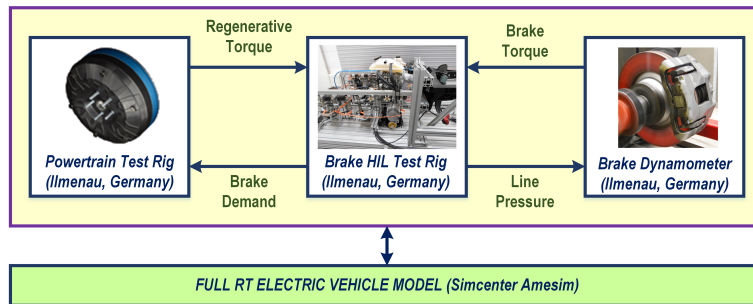 Regenerative
Torque
Brake
Torque
Powertrain Test Rig
(Ilmenau, Germany)
Brake
Demand
Brake HIL Test Rig
(Ilmenau, Germany)
Line
Pressure
Brake Dynamometer
(Ilmenau, Germany)
FULL RT ELECTRIC VEHICLE MODEL (Simcenter Amesim)